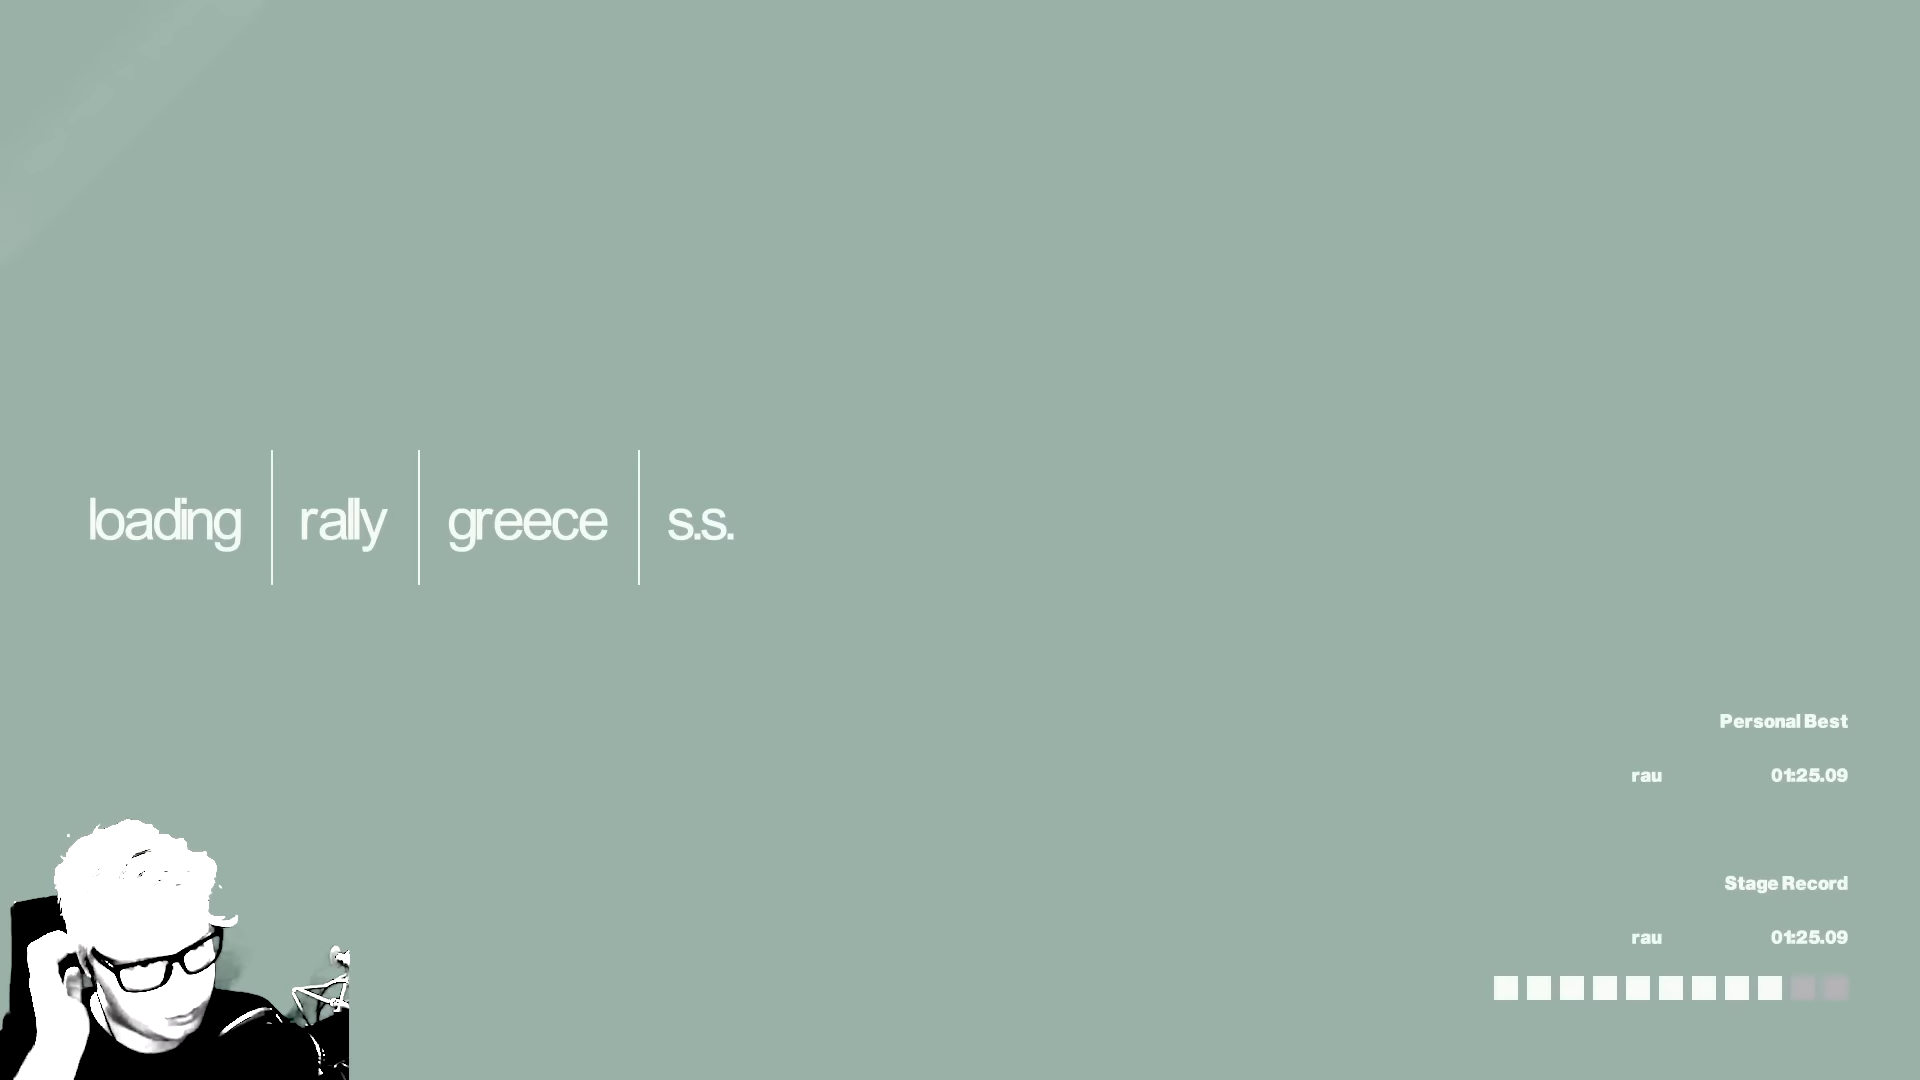 loading rally greece s.s.
Personal Best
rau 01:25.09
Stage Record
rau 01:25.09